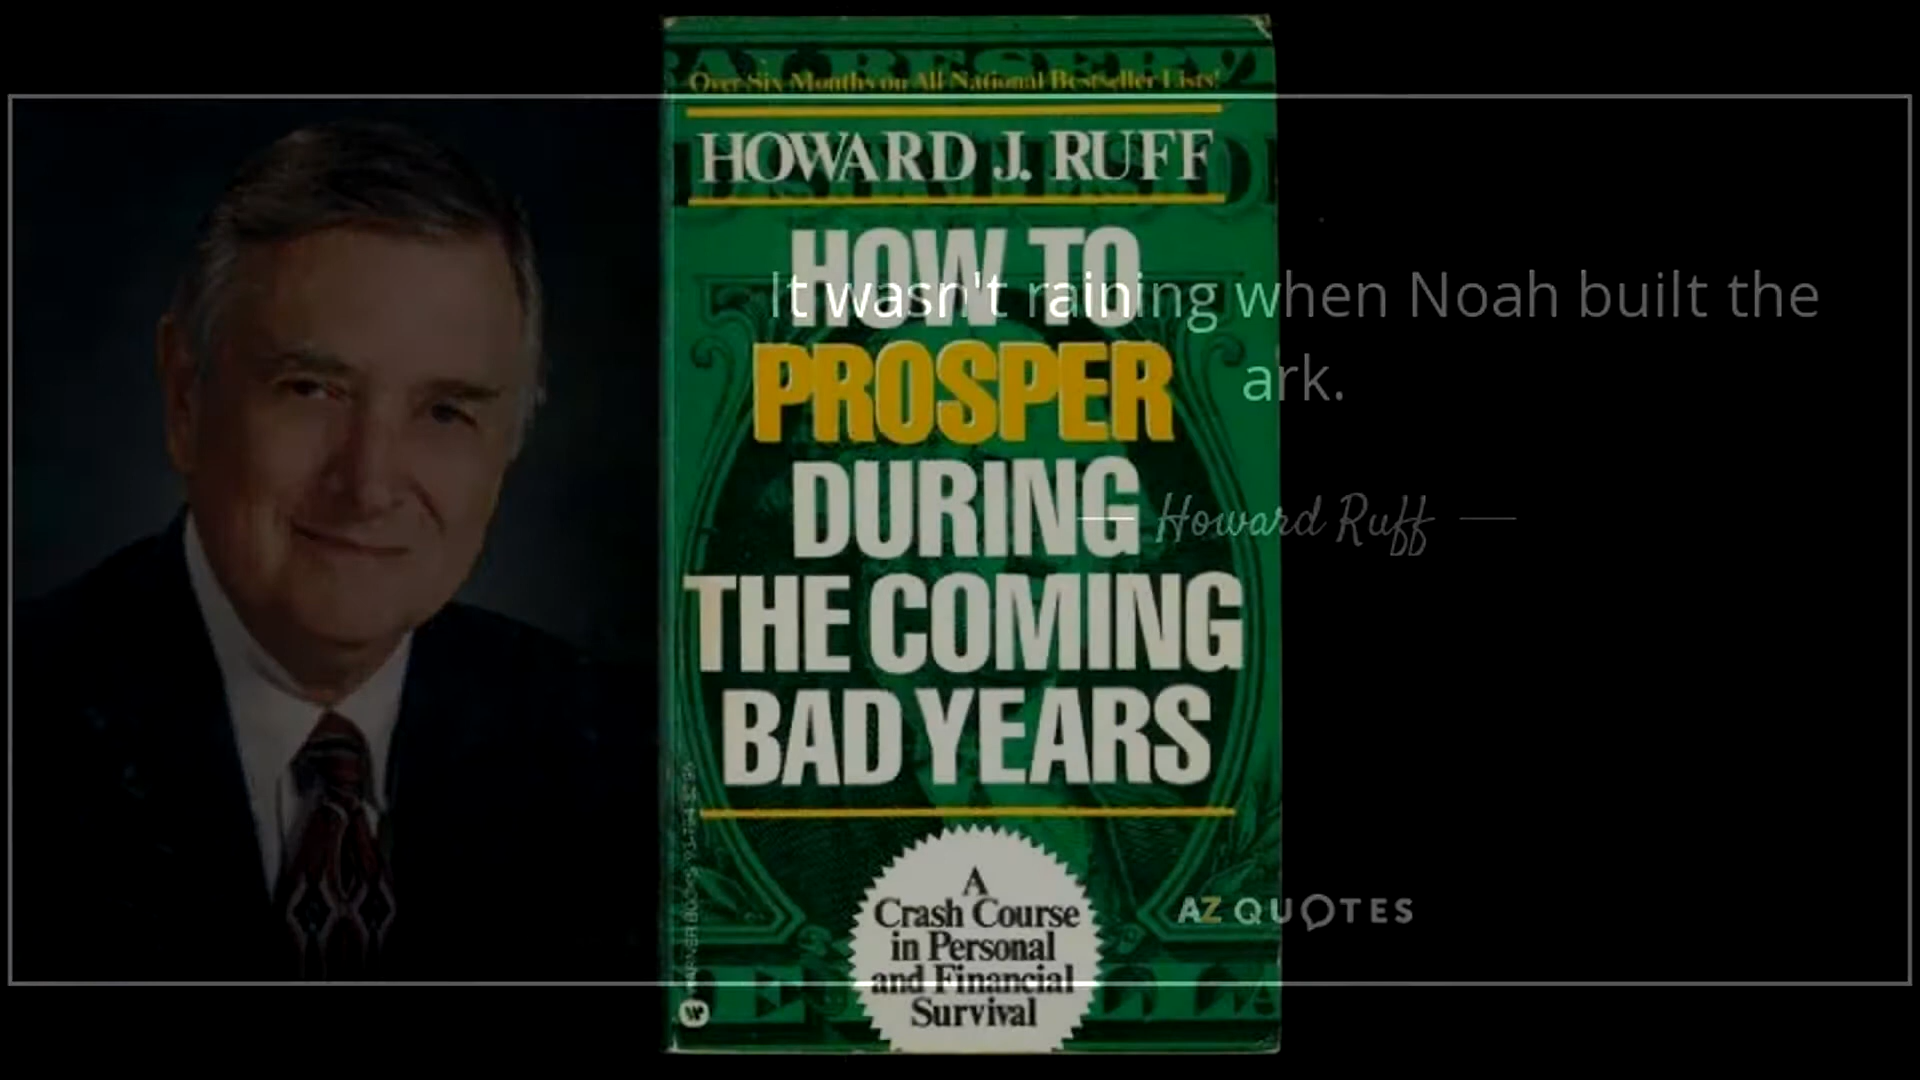 Over Six Months on All National Bestseller Lists!
HOWARD J. RUFF
HOW TO
PROSPER
DURING
THE COMING
BAD YEARS
A
Crash Course
in Personal
and Financial
Survival
It wasn't raining when Noah built the
ark.
— Howard Ruff —
AZ QUOTES